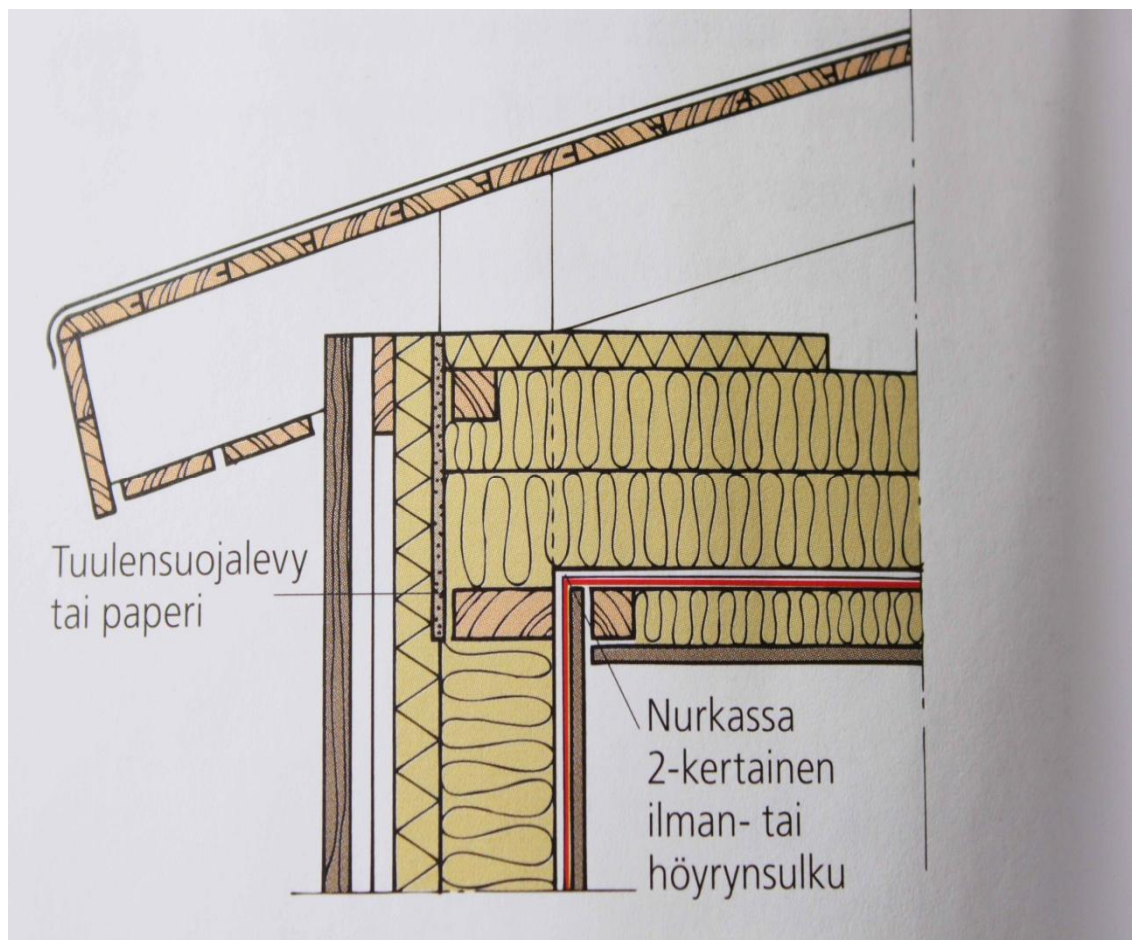 Tuulensuojalevy
tai paperi
Nurkassa
2-kertainen
ilman- tai
höyrynsulku